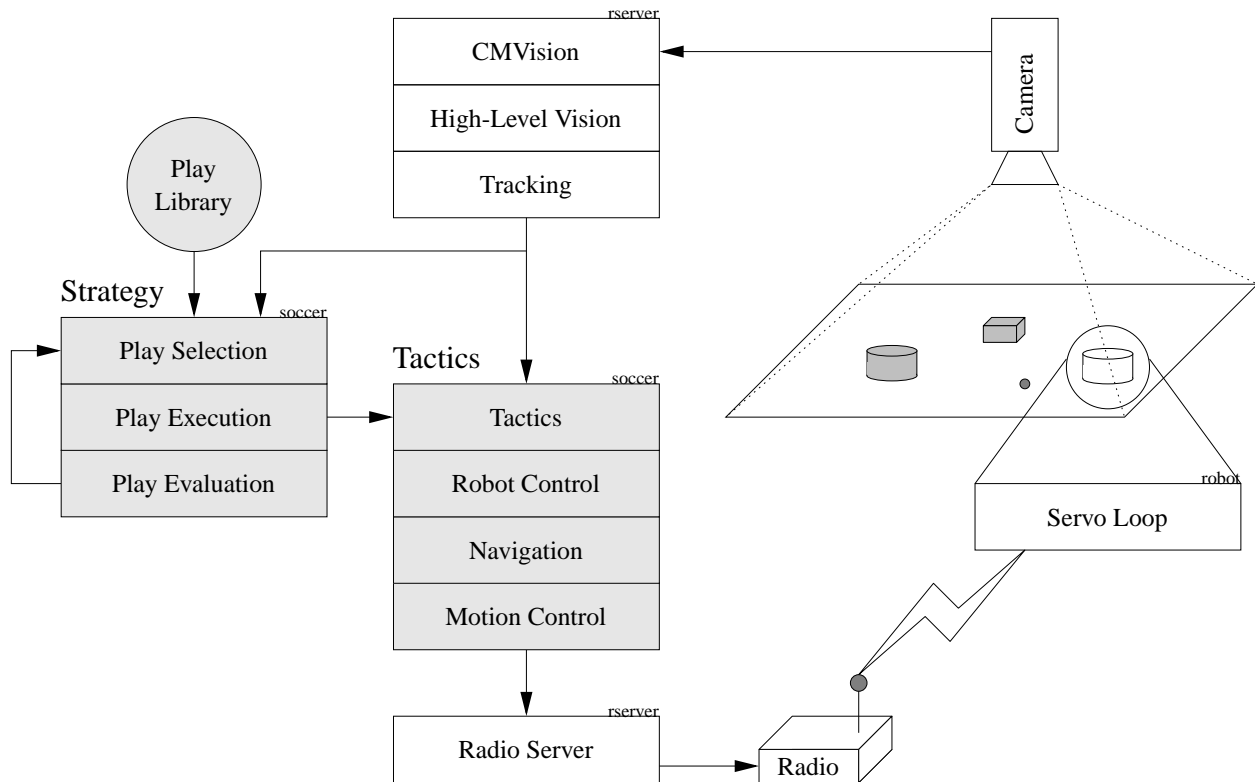 rserver
CMVision
High-Level Vision
Tracking
Camera
Play
Library
Strategy
soccer
Play Selection
Play Execution
Play Evaluation
Tactics
soccer
Tactics
Robot Control
Navigation
Motion Control
robot
Servo Loop
rserver
Radio Server
Radio